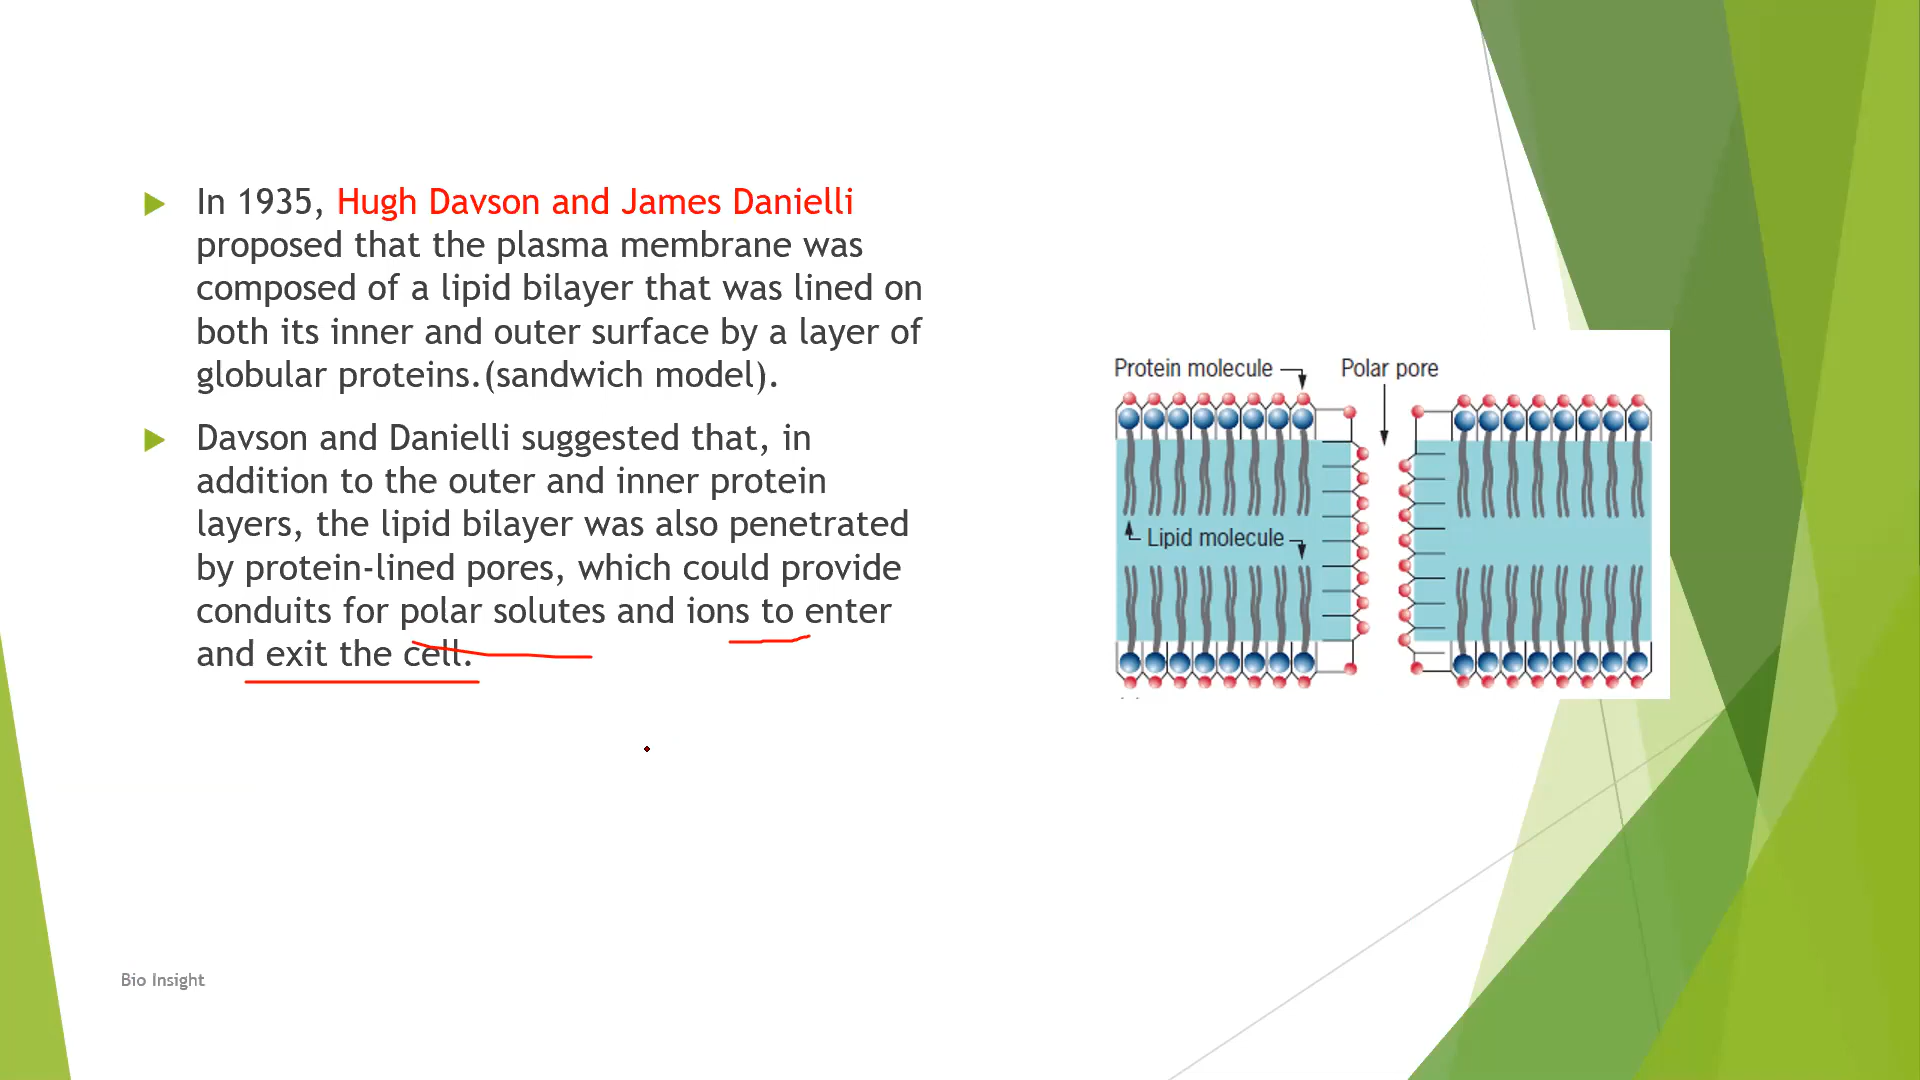 In 1935, Hugh Davson and James Danielli
proposed that the plasma membrane was
composed of a lipid bilayer that was lined on
both its inner and outer surface by a layer of
globular proteins.(sandwich model).
Davson and Danielli suggested that, in
addition to the outer and inner protein
layers, the lipid bilayer was also penetrated
by protein-lined pores, which could provide
conduits for polar solutes and ions to enter
and exit the cell.
Protein molecule
Polar pore
Lipid molecule
Bio Insight